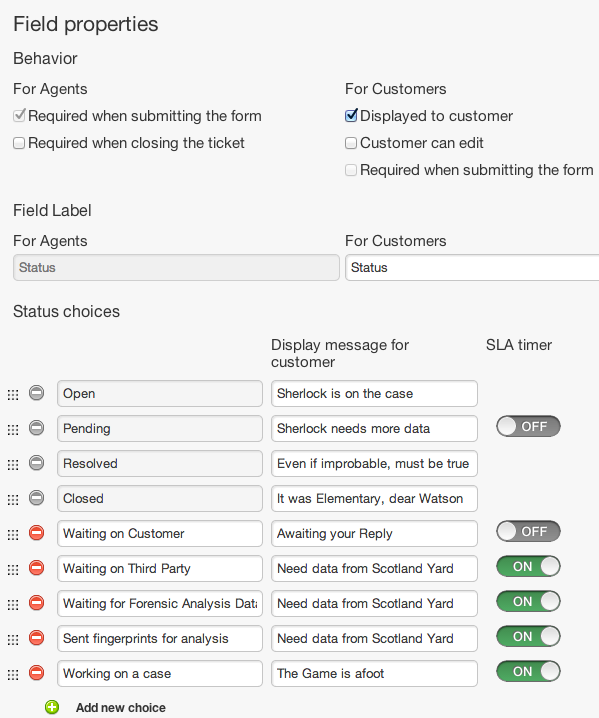 Field properties
Behavior
For Agents For Customers
Required when submitting the form Displayed to customer
Required when closing the ticket Customer can edit
Required when submitting the form
Field Label
For Agents For Customers
Status Status
Status choices
Display message for SLA timer
customer
Open Sherlock is on the case
Pending Sherlock needs more data OFF
Resolved Even if improbable, must be true
Closed It was Elementary, dear Watson
Waiting on Customer Awaiting your Reply OFF
Waiting on Third Party Need data from Scotland Yard ON
Waiting for Forensic Analysis Data Need data from Scotland Yard ON
Sent fingerprints for analysis Need data from Scotland Yard ON
Working on a case The Game is afoot ON
Add new choice